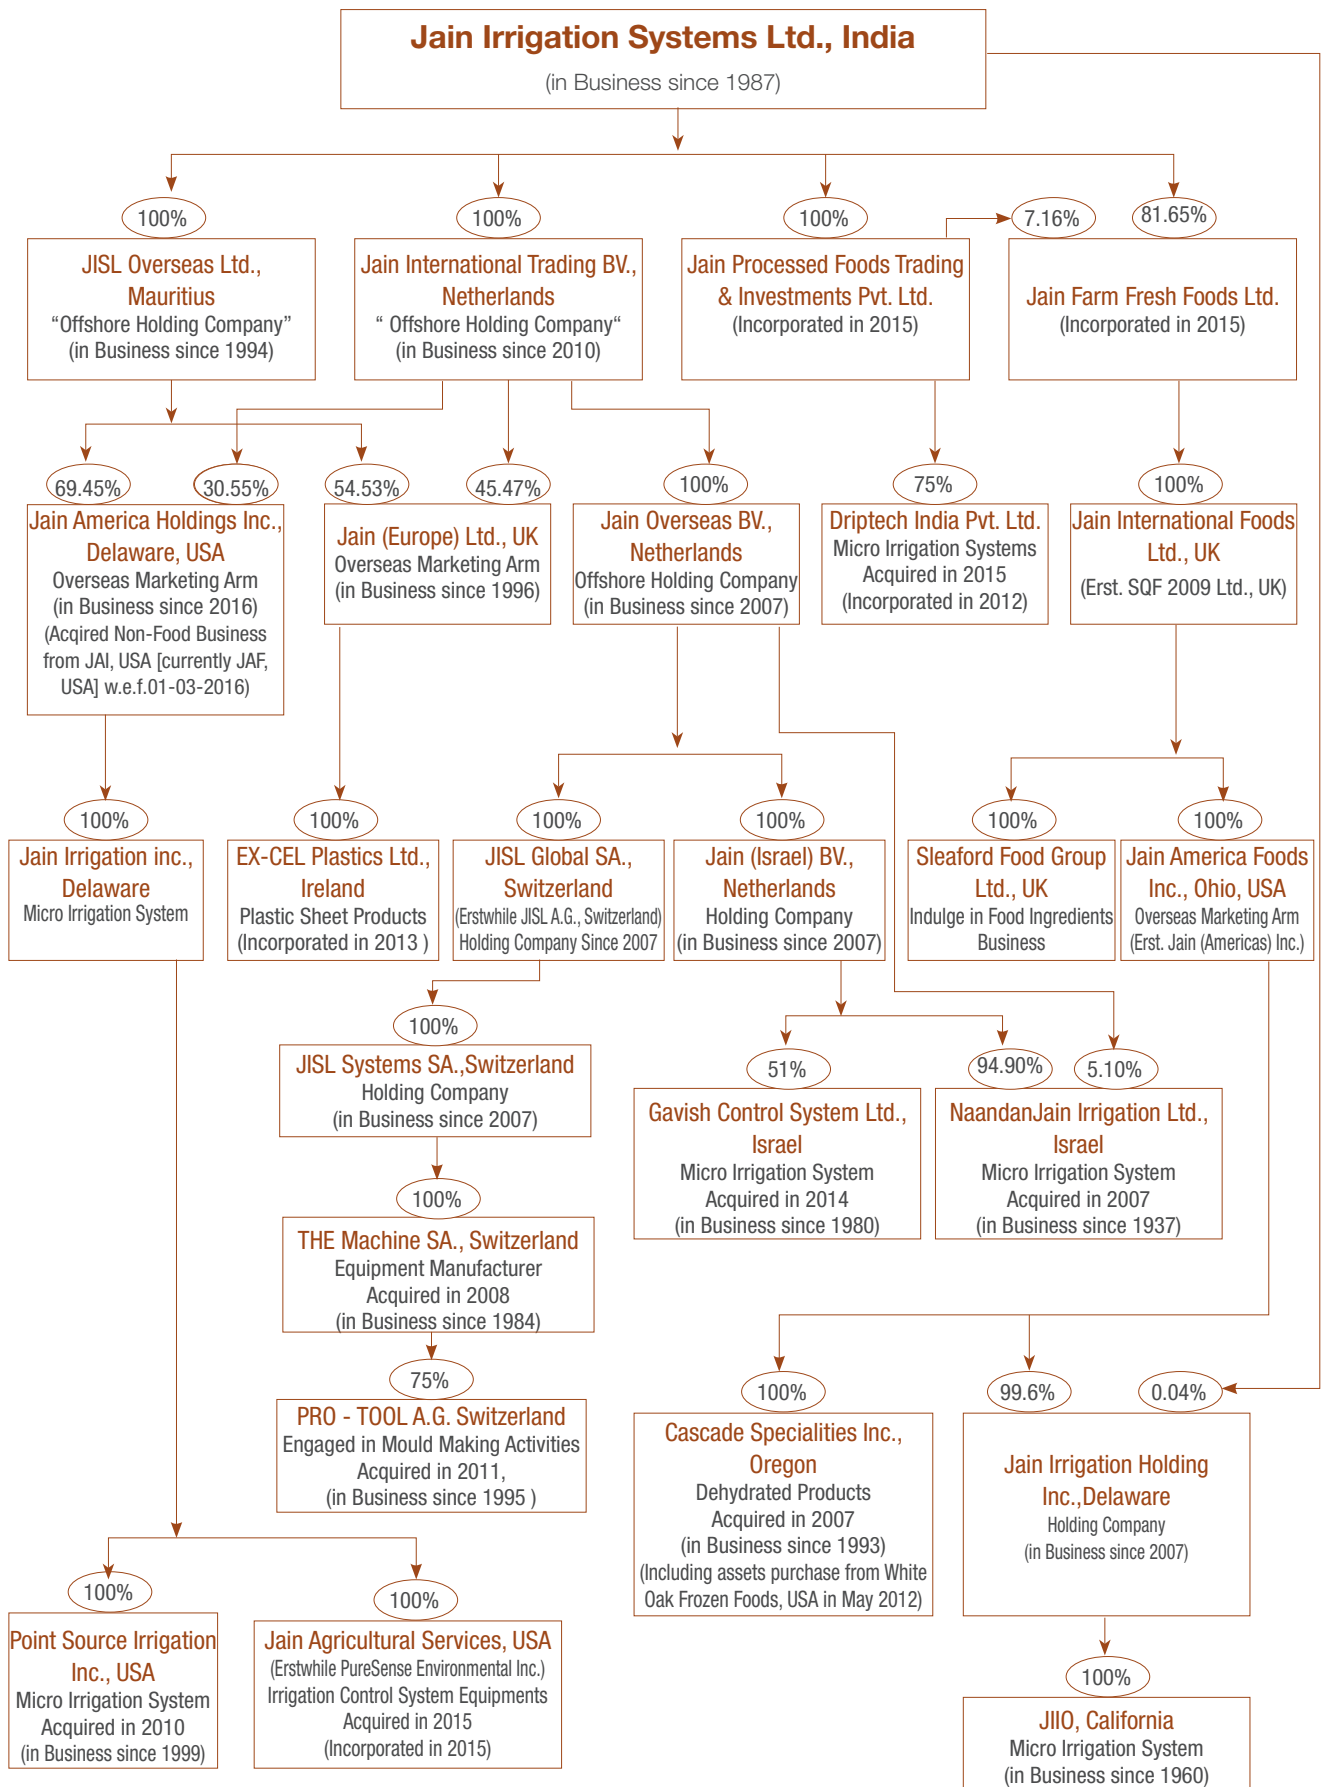 Jain Irrigation Systems Ltd., India
(in Business since 1987)
100%
JISL Overseas Ltd.,
Mauritius
“Offshore Holding Company”
(in Business since 1994)
100%
Jain International Trading BV.,
Netherlands
“ Offshore Holding Company“
(in Business since 2010)
100%
Jain Processed Foods Trading
& Investments Pvt. Ltd.
(Incorporated in 2015)
7.16%
81.65%
Jain Farm Fresh Foods Ltd.
(Incorporated in 2015)
69.45%
30.55%
Jain America Holdings Inc.,
Delaware, USA
Overseas Marketing Arm
(in Business since 2016)
(Acqired Non-Food Business
from JAI, USA [currently JAF,
USA] w.e.f.01-03-2016)
54.53%
45.47%
Jain (Europe) Ltd., UK
Overseas Marketing Arm
(in Business since 1996)
100%
Jain Overseas BV.,
Netherlands
Offshore Holding Company
(in Business since 2007)
75%
Driptech India Pvt. Ltd.
Micro Irrigation Systems
Acquired in 2015
(Incorporated in 2012)
100%
Jain International Foods
Ltd., UK
(Erst. SQF 2009 Ltd., UK)
100%
Jain Irrigation inc.,
Delaware
Micro Irrigation System
100%
EX-CEL Plastics Ltd.,
Ireland
Plastic Sheet Products
(Incorporated in 2013 )
100%
JISL Global SA.,
Switzerland
(Erstwhile JISL A.G., Switzerland)
Holding Company Since 2007
100%
Jain (Israel) BV.,
Netherlands
Holding Company
(in Business since 2007)
100%
Sleaford Food Group
Ltd., UK
Indulge in Food Ingredients
Business
100%
Jain America Foods
Inc., Ohio, USA
Overseas Marketing Arm
(Erst. Jain (Americas) Inc.)
100%
JISL Systems SA.,Switzerland
Holding Company
(in Business since 2007)
51%
Gavish Control System Ltd.,
Israel
Micro Irrigation System
Acquired in 2014
(in Business since 1980)
94.90%
5.10%
NaandanJain Irrigation Ltd.,
Israel
Micro Irrigation System
Acquired in 2007
(in Business since 1937)
100%
THE Machine SA., Switzerland
Equipment Manufacturer
Acquired in 2008
(in Business since 1984)
75%
PRO - TOOL A.G. Switzerland
Engaged in Mould Making Activities
Acquired in 2011,
(in Business since 1995 )
100%
Cascade Specialities Inc.,
Oregon
Dehydrated Products
Acquired in 2007
(in Business since 1993)
(Including assets purchase from White
Oak Frozen Foods, USA in May 2012)
99.6%
0.04%
Jain Irrigation Holding
Inc.,Delaware
Holding Company
(in Business since 2007)
100%
Point Source Irrigation
Inc., USA
Micro Irrigation System
Acquired in 2010
(in Business since 1999)
100%
Jain Agricultural Services, USA
(Erstwhile PureSense Environmental Inc.)
Irrigation Control System Equipments
Acquired in 2015
(Incorporated in 2015)
100%
JIIO, California
Micro Irrigation System
(in Business since 1960)